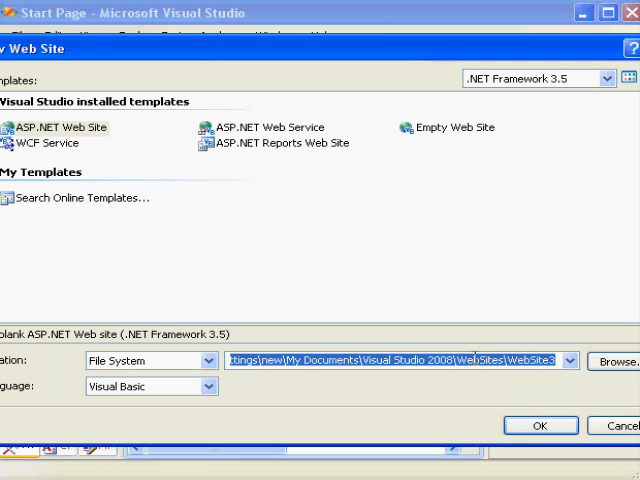 Start Page - Microsoft Visual Studio
w Web Site
mplates:
.NET Framework 3.5
Visual Studio installed templates
ASP.NET Web Site
ASP.NET Web Service
Empty Web Site
WCF Service
ASP.NET Reports Web Site
My Templates
Search Online Templates...
blank ASP.NET Web site (.NET Framework 3.5)
ation:
File System
ttings\new\My Documents\Visual Studio 2008\WebSites\WebSite3
Browse.
guage:
Visual Basic
OK
Cancel